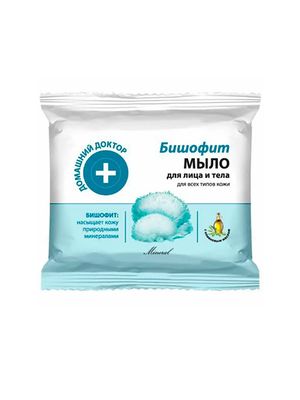 ДОМАШНИЙ ДОКТОР
Бишофит
МЫЛО
для лица и тела
для всех типов кожи
БИШОФИТ:
насыщает кожу
природными
минералами
Mineral